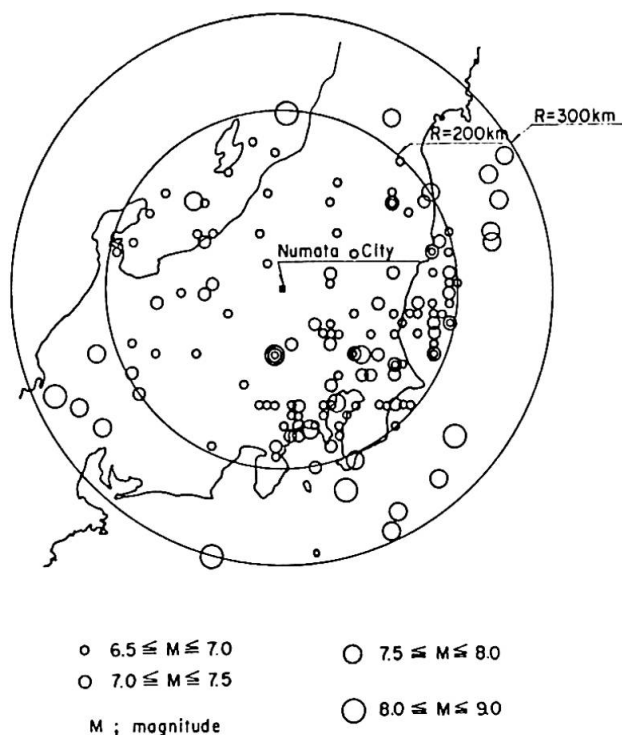 R=300km
R=200km
Numata City
6.5 ≦ M ≦ 7.0
7.0 ≦ M ≦ 7.5
7.5 ≦ M ≦ 8.0
8.0 ≦ M ≦ 9.0
M ; magnitude